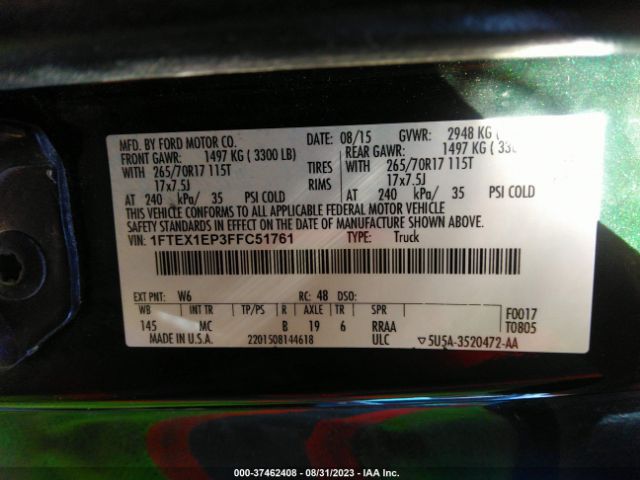 MFD. BY FORD MOTOR CO. DATE: 08/15 GVWR: 2948 KG (
FRONT GAWR: 1497 KG (3300 LB) REAR GAWR: 1497 KG (
WITH 265/70R17 115T TIRES WITH 265/70R17 115T
17x7.5J RIMS 17x7.5J
AT 240 kPa/ 35 PSI COLD AT 240 kPa/ 35 PSI COLD
THIS VEHICLE CONFORMS TO ALL APPLICABLE FEDERAL MOTOR VEHICLE
SAFETY STANDARDS IN EFFECT ON THE DATE OF MANUFACTURE SHOWN ABOVE
VIN: 1FTEX1EP3FFC51761 TYPE: Truck
EXT PNT: W6 RC: 48 DSO:
WB INT TR TP/PS R AXLE TR SPR F0017
145 MC B 19 6 RRAA T0805
MADE IN U.S.A. 2201508144618 ULC 5U5A-3520472-AA
000-37462408 - 08/31/2023 - IAA Inc.